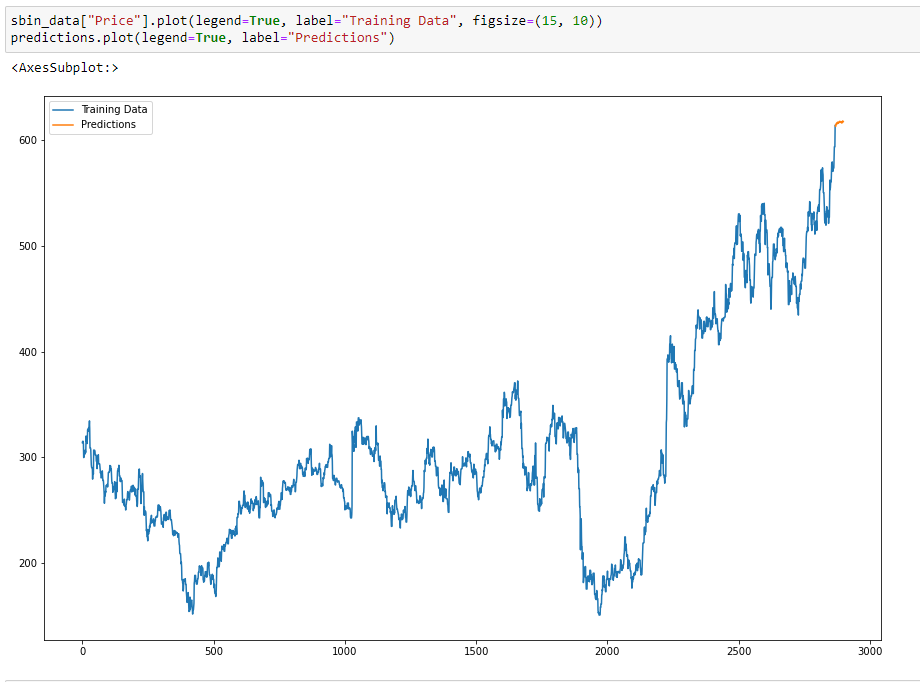 sbin_data["Price"].plot(legend=True, label="Training Data", figsize=(15, 10))
predictions.plot(legend=True, label="Predictions")
<AxesSubplot:>
Training Data
Predictions
600
500
400
300
200
0 500 1000 1500 2000 2500 3000